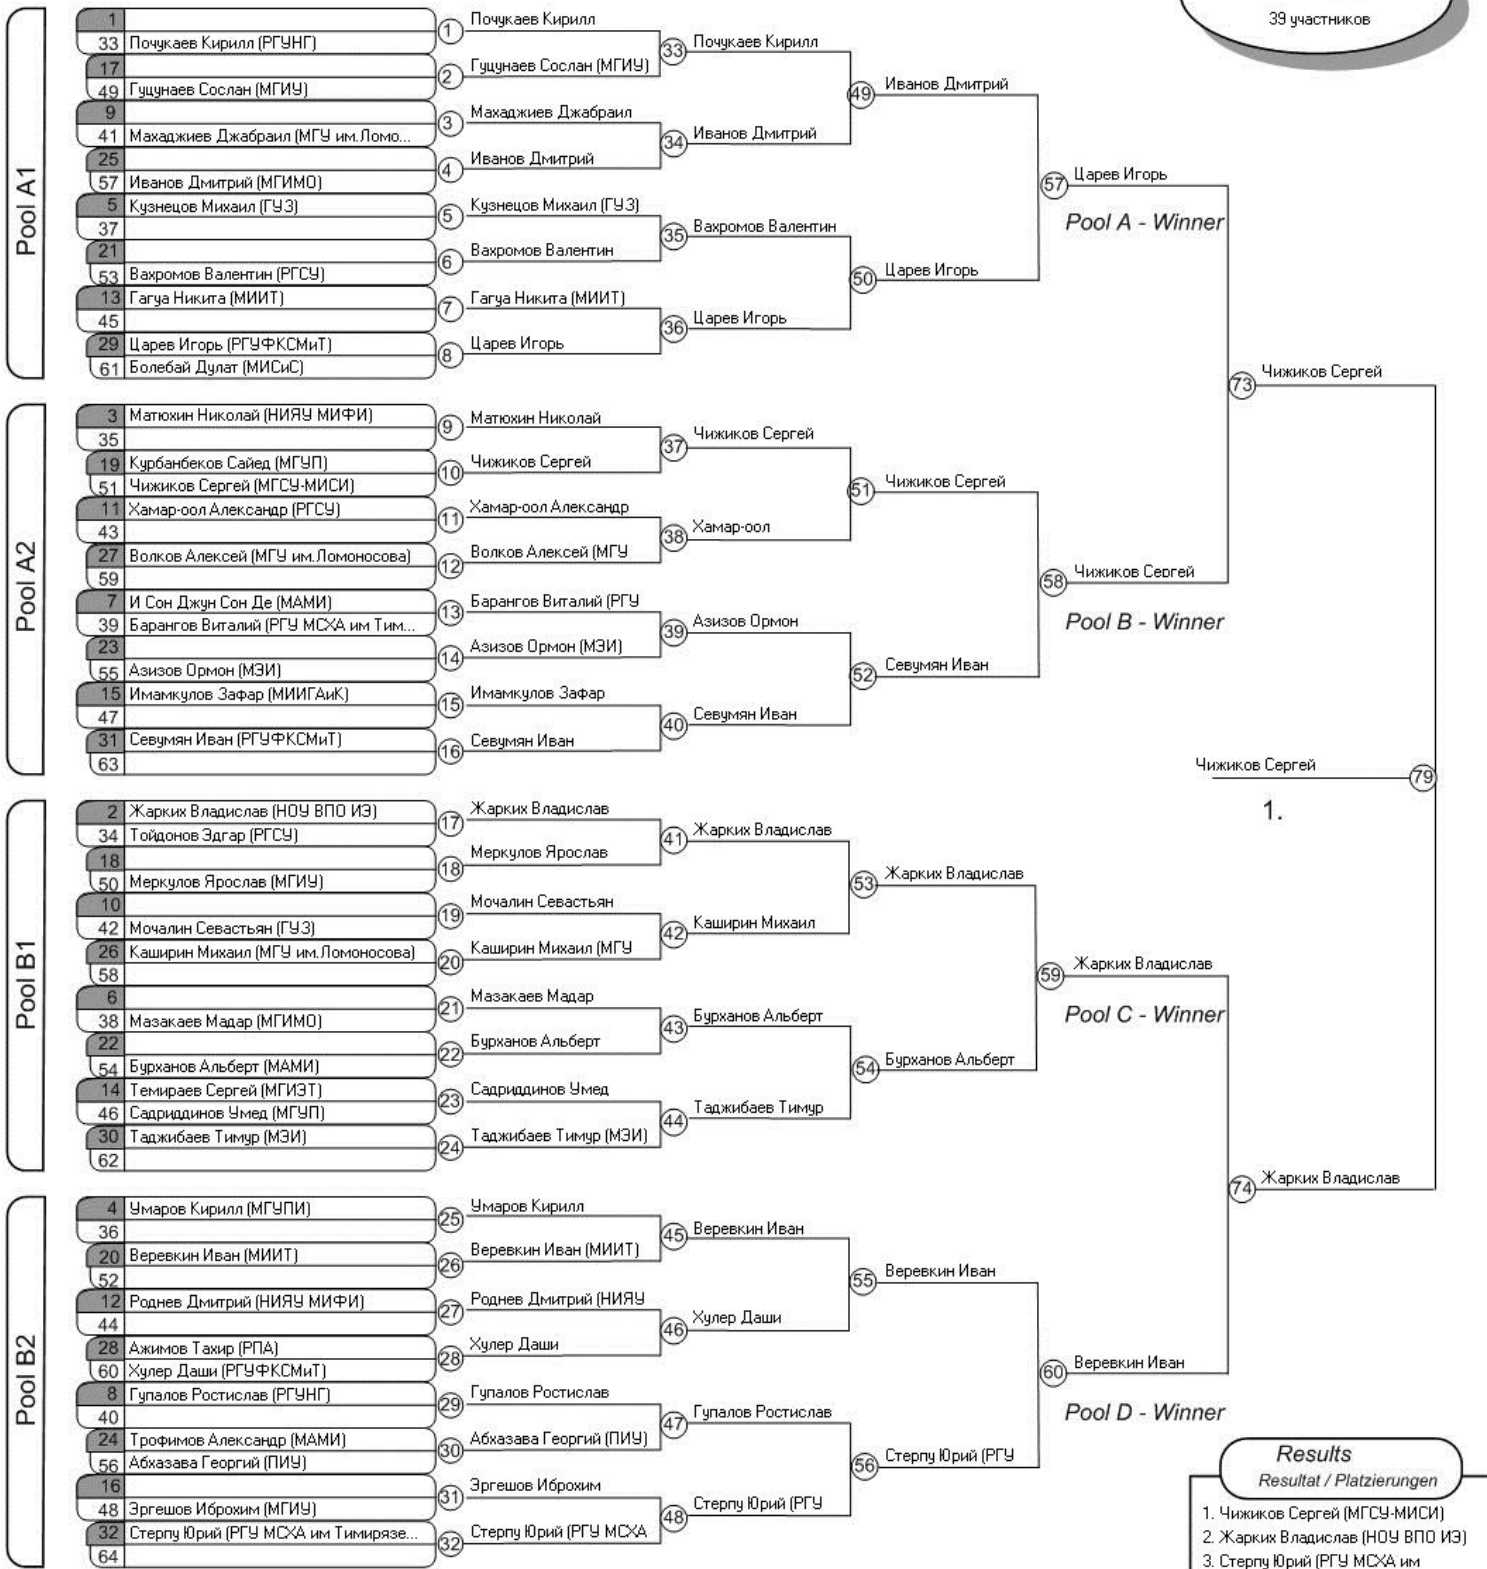 39 участников
Pool A1
1
33 Почукаев Кирилл (РГУНГ)
17
49 Гуцунаев Сослан (МГИУ)
9
41 Махаджиев Джабраил (МГУ им.Ломо...
25
57 Иванов Дмитрий (МГИМО)
5 Кузнецов Михаил (ГУЗ)
37
21
53 Вахромов Валентин (РГСУ)
13 Гагуа Никита (МИИТ)
45
29 Царев Игорь (РГУФКСМиТ)
61 Болебай Дулат (МИСиС)
1 Почукаев Кирилл
2 Гуцунаев Сослан (МГИУ)
3 Махаджиев Джабраил
4 Иванов Дмитрий
5 Кузнецов Михаил (ГУЗ)
6 Вахромов Валентин
7 Гагуа Никита (МИИТ)
8 Царев Игорь
33 Почукаев Кирилл
34 Иванов Дмитрий
35 Вахромов Валентин
36 Царев Игорь
49 Иванов Дмитрий
50 Царев Игорь
57 Царев Игорь
Pool A - Winner
Pool A2
3 Матюхин Николай (НИЯУ МИФИ)
35
19 Курбанбеков Сайед (МГУП)
51 Чижиков Сергей (МГСУ-МИСИ)
11 Хамар-оол Александр (РГСУ)
43
27 Волков Алексей (МГУ им.Ломоносова)
59
7 И Сон Джун Сон Де (МАМИ)
39 Барангов Виталий (РГУ МСХА им Тим...
23
55 Азизов Ормон (МЭИ)
15 Имамкулов Зафар (МИИГАиК)
47
31 Севумян Иван (РГУФКСМиТ)
63
9 Матюхин Николай
10 Чижиков Сергей
11 Хамар-оол Александр
12 Волков Алексей (МГУ
13 Барангов Виталий (РГУ
14 Азизов Ормон (МЭИ)
15 Имамкулов Зафар
16 Севумян Иван
37 Чижиков Сергей
38 Хамар-оол
39 Азизов Ормон
40 Севумян Иван
51 Чижиков Сергей
52 Севумян Иван
58 Чижиков Сергей
Pool B - Winner
73 Чижиков Сергей
Чижиков Сергей 79
1.
Pool B1
2 Жарких Владислав (НОУ ВПО ИЭ)
34 Тойдонов Эдгар (РГСУ)
18
50 Меркулов Ярослав (МГИУ)
10
42 Мочалин Севастьян (ГУЗ)
26 Каширин Михаил (МГУ им.Ломоносова)
58
6
38 Мазакаев Мадар (МГИМО)
22
54 Бурханов Альберт (МАМИ)
14 Темираев Сергей (МГИЭТ)
46 Садриддинов Умед (МГУП)
30 Таджибаев Тимур (МЭИ)
62
17 Жарких Владислав
18 Меркулов Ярослав
19 Мочалин Севастьян
20 Каширин Михаил (МГУ
21 Мазакаев Мадар
22 Бурханов Альберт
23 Садриддинов Умед
24 Таджибаев Тимур (МЭИ)
41 Жарких Владислав
42 Каширин Михаил
43 Бурханов Альберт
44 Таджибаев Тимур
53 Жарких Владислав
54 Бурханов Альберт
59 Жарких Владислав
Pool C - Winner
74 Жарких Владислав
Pool B2
4 Умаров Кирилл (МГУПИ)
36
20 Веревкин Иван (МИИТ)
52
12 Роднев Дмитрий (НИЯУ МИФИ)
44
28 Ажимов Тахир (РПА)
60 Хулер Даши (РГУФКСМиТ)
8 Гупалов Ростислав (РГУНГ)
40
24 Трофимов Александр (МАМИ)
56 Абхазава Георгий (ПИУ)
16
48 Эргешов Иброхим (МГИУ)
32 Стерпу Юрий (РГУ МСХА им Тимирязе...
64
25 Умаров Кирилл
26 Веревкин Иван (МИИТ)
27 Роднев Дмитрий (НИЯУ
28 Хулер Даши
29 Гупалов Ростислав
30 Абхазава Георгий (ПИУ)
31 Эргешов Иброхим
32 Стерпу Юрий (РГУ МСХА
45 Веревкин Иван
46 Хулер Даши
47 Гупалов Ростислав
48 Стерпу Юрий (РГУ
55 Веревкин Иван
56 Стерпу Юрий (РГУ
60 Веревкин Иван
Pool D - Winner
Results
Resultat / Platzierungen
1. Чижиков Сергей (МГСУ-МИСИ)
2. Жарких Владислав (НОУ ВПО ИЭ)
3. Стерпу Юрий (РГУ МСХА им